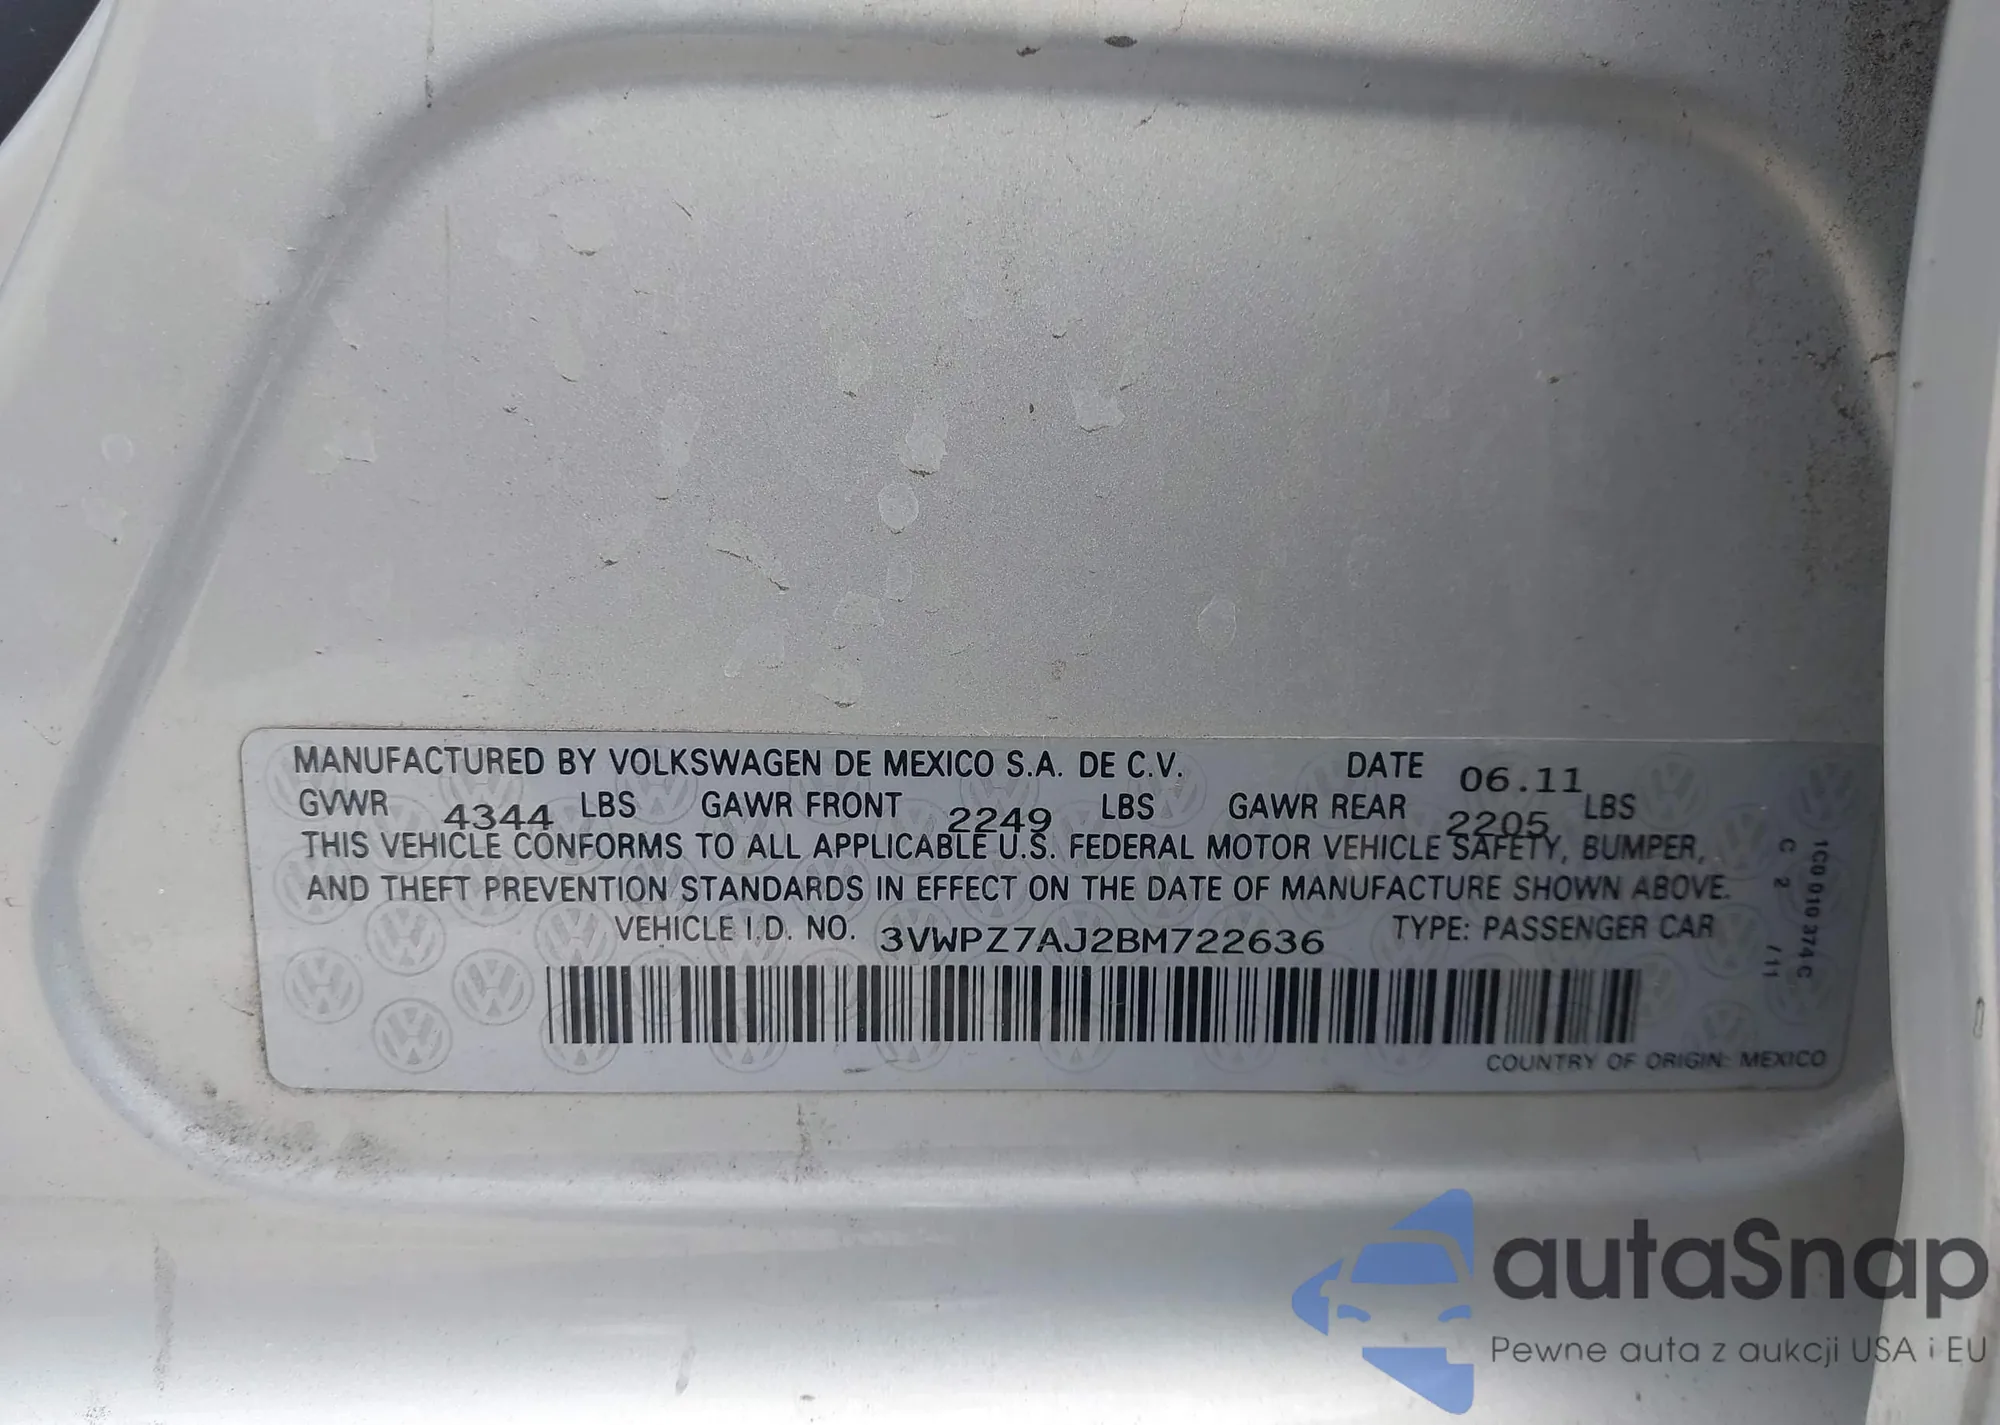 MANUFACTURED BY VOLKSWAGEN DE MEXICO S.A. DE C.V. DATE 06.11
GVWR 4344 LBS GAWR FRONT 2249 LBS GAWR REAR 2205 LBS
THIS VEHICLE CONFORMS TO ALL APPLICABLE U.S. FEDERAL MOTOR VEHICLE SAFETY, BUMPER,
AND THEFT PREVENTION STANDARDS IN EFFECT ON THE DATE OF MANUFACTURE SHOWN ABOVE.
VEHICLE I.D. NO. 3VWPZ7AJ2BM722636 TYPE: PASSENGER CAR
COUNTRY OF ORIGIN: MEXICO
1C0 010 374 C
C 2 /11
autaSnap
Pewne auta z aukcji USA i EU